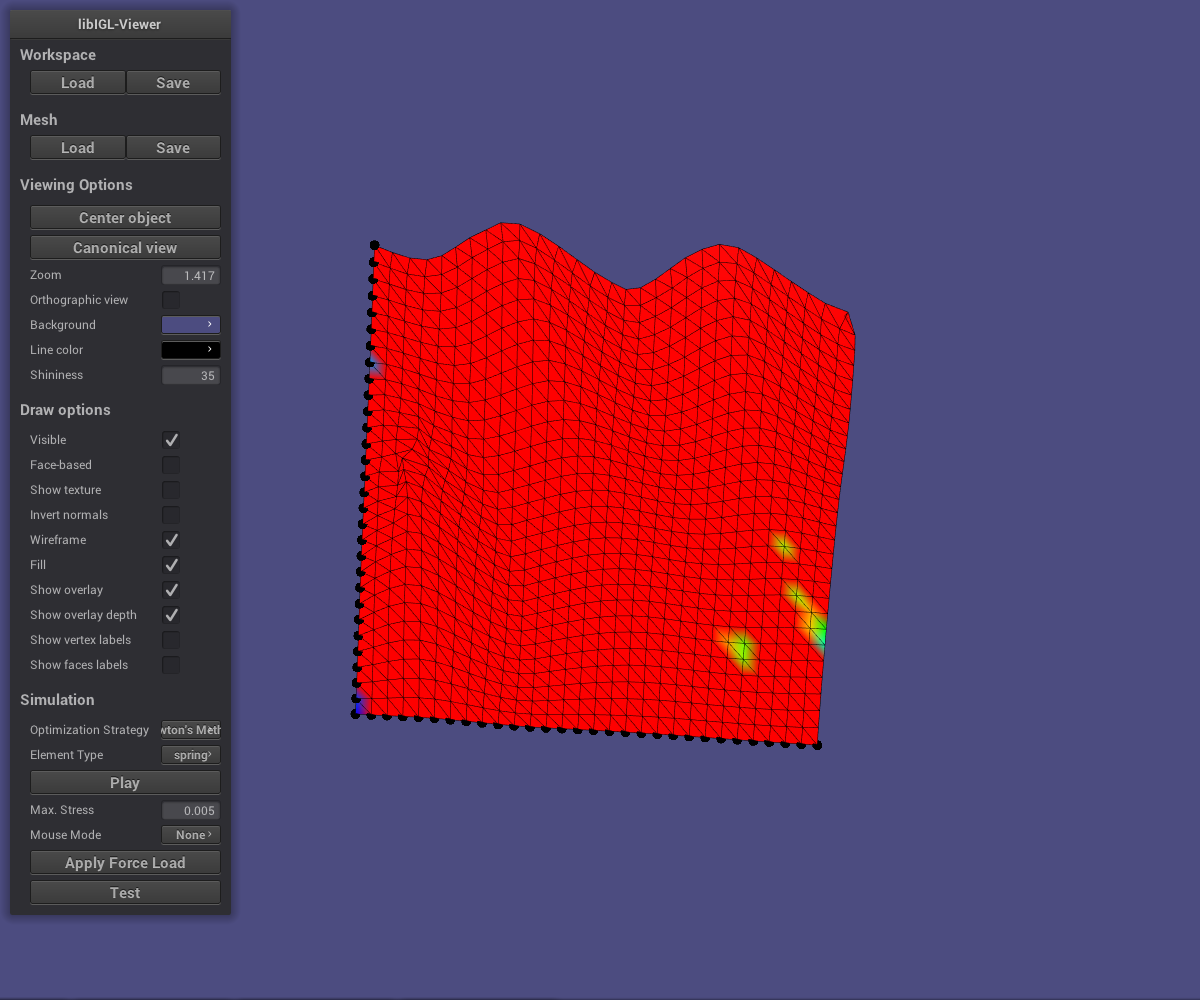 libIGL-Viewer
Workspace
Load Save
Mesh
Load Save
Viewing Options
Center object
Canonical view
Zoom 1.417
Orthographic view
Background
Line color
Shininess 35
Draw options
Visible
Face-based
Show texture
Invert normals
Wireframe
Fill
Show overlay
Show overlay depth
Show vertex labels
Show faces labels
Simulation
Optimization Strategy wton's Meth
Element Type spring
Play
Max. Stress 0.005
Mouse Mode None
Apply Force Load
Test